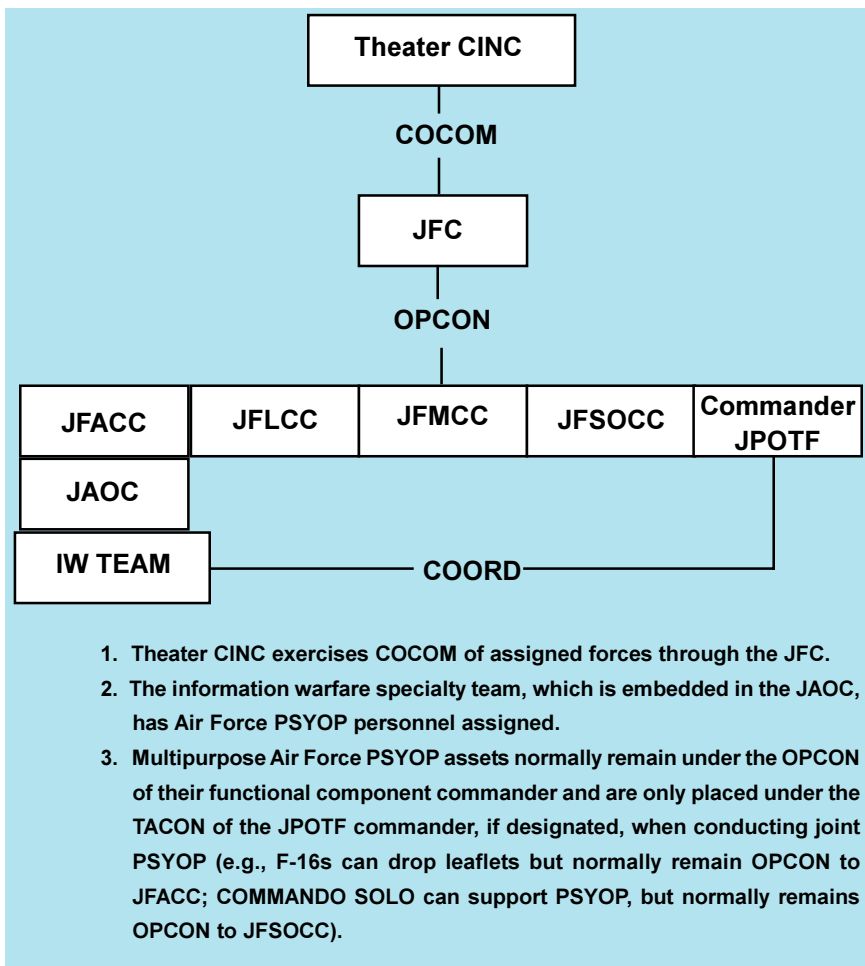 Theater CINC
COCOM
JFC
OPCON
JFACC
JFLCC
JFMCC
JFSOCC
Commander
JPOTF
JAOC
IW TEAM
COORD
1. Theater CINC exercises COCOM of assigned forces through the JFC.
2. The information warfare specialty team, which is embedded in the JAOC,
has Air Force PSYOP personnel assigned.
3. Multipurpose Air Force PSYOP assets normally remain under the OPCON
of their functional component commander and are only placed under the
TACON of the JPOTF commander, if designated, when conducting joint
PSYOP (e.g., F-16s can drop leaflets but normally remain OPCON to
JFACC; COMMANDO SOLO can support PSYOP, but normally remains
OPCON to JFSOCC).